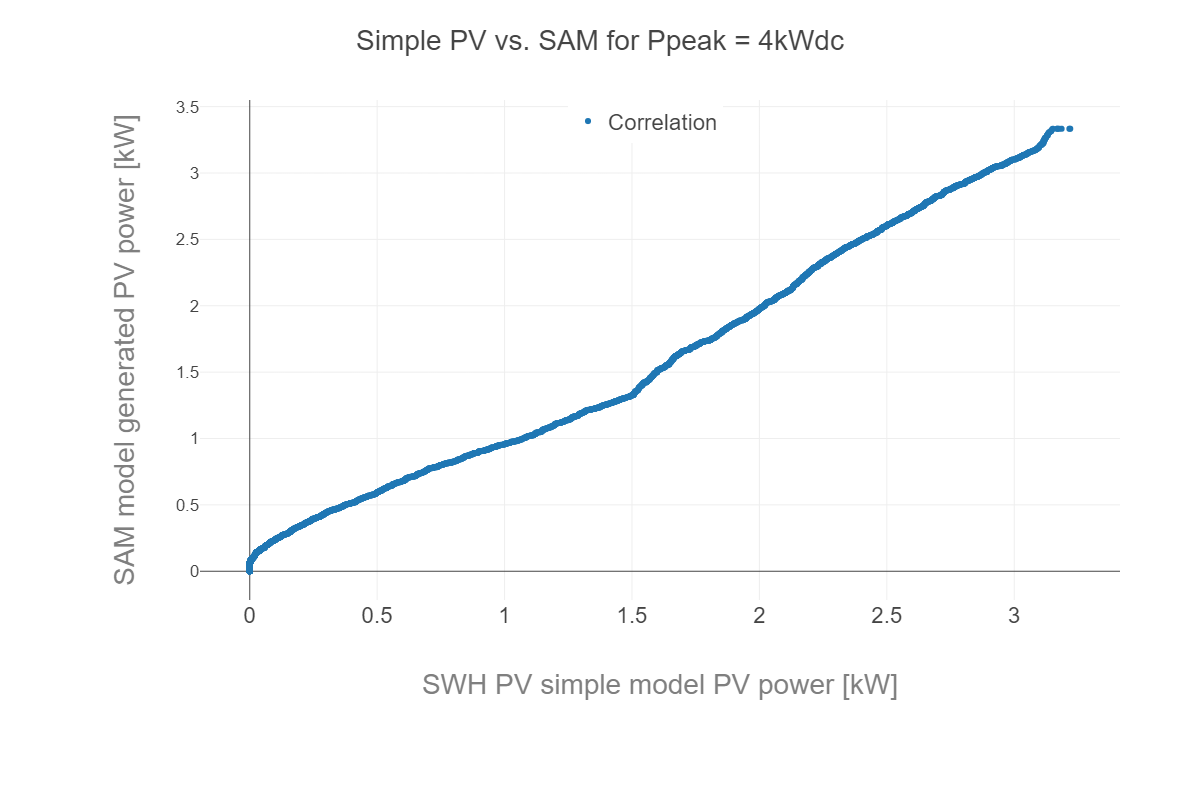 Simple PV vs. SAM for Ppeak = 4kWdc
Correlation
SAM model generated PV power [kW]
3.5
3
2.5
2
1.5
1
0.5
0
0 0.5 1 1.5 2 2.5 3
SWH PV simple model PV power [kW]